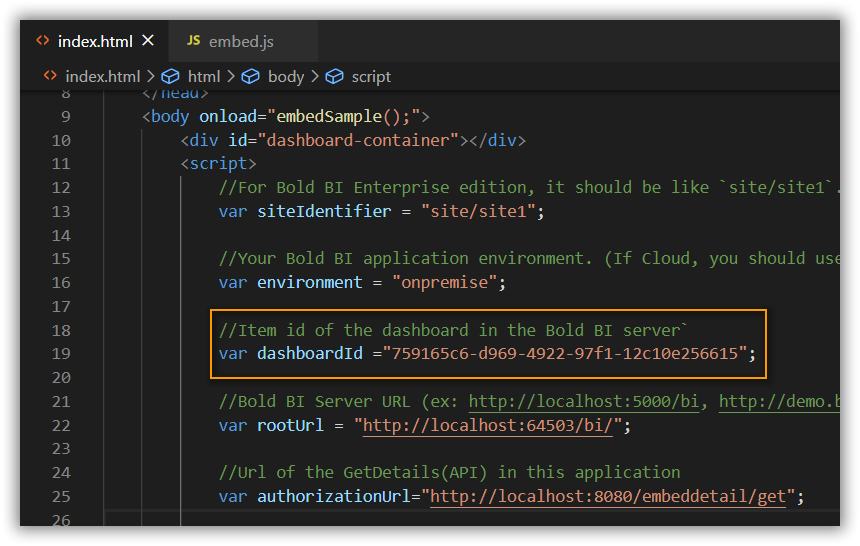 index.html
JS embed.js
index.html > html > body > script
8 </head>
9 <body onload="embedSample();">
10 <div id="dashboard-container"></div>
11 <script>
12 //For Bold BI Enterprise edition, it should be like `site/site1`.
13 var siteIdentifier = "site/site1";
14
15 //Your Bold BI application environment. (If Cloud, you should use
16 var environment = "onpremise";
17
18 //Item id of the dashboard in the Bold BI server`
19 var dashboardId ="759165c6-d969-4922-97f1-12c10e256615";
20
21 //Bold BI Server URL (ex: http://localhost:5000/bi, http://demo.b
22 var rootUrl = "http://localhost:64503/bi/";
23
24 //Url of the GetDetails(API) in this application
25 var authorizationUrl="http://localhost:8080/embeddetail/get";
26